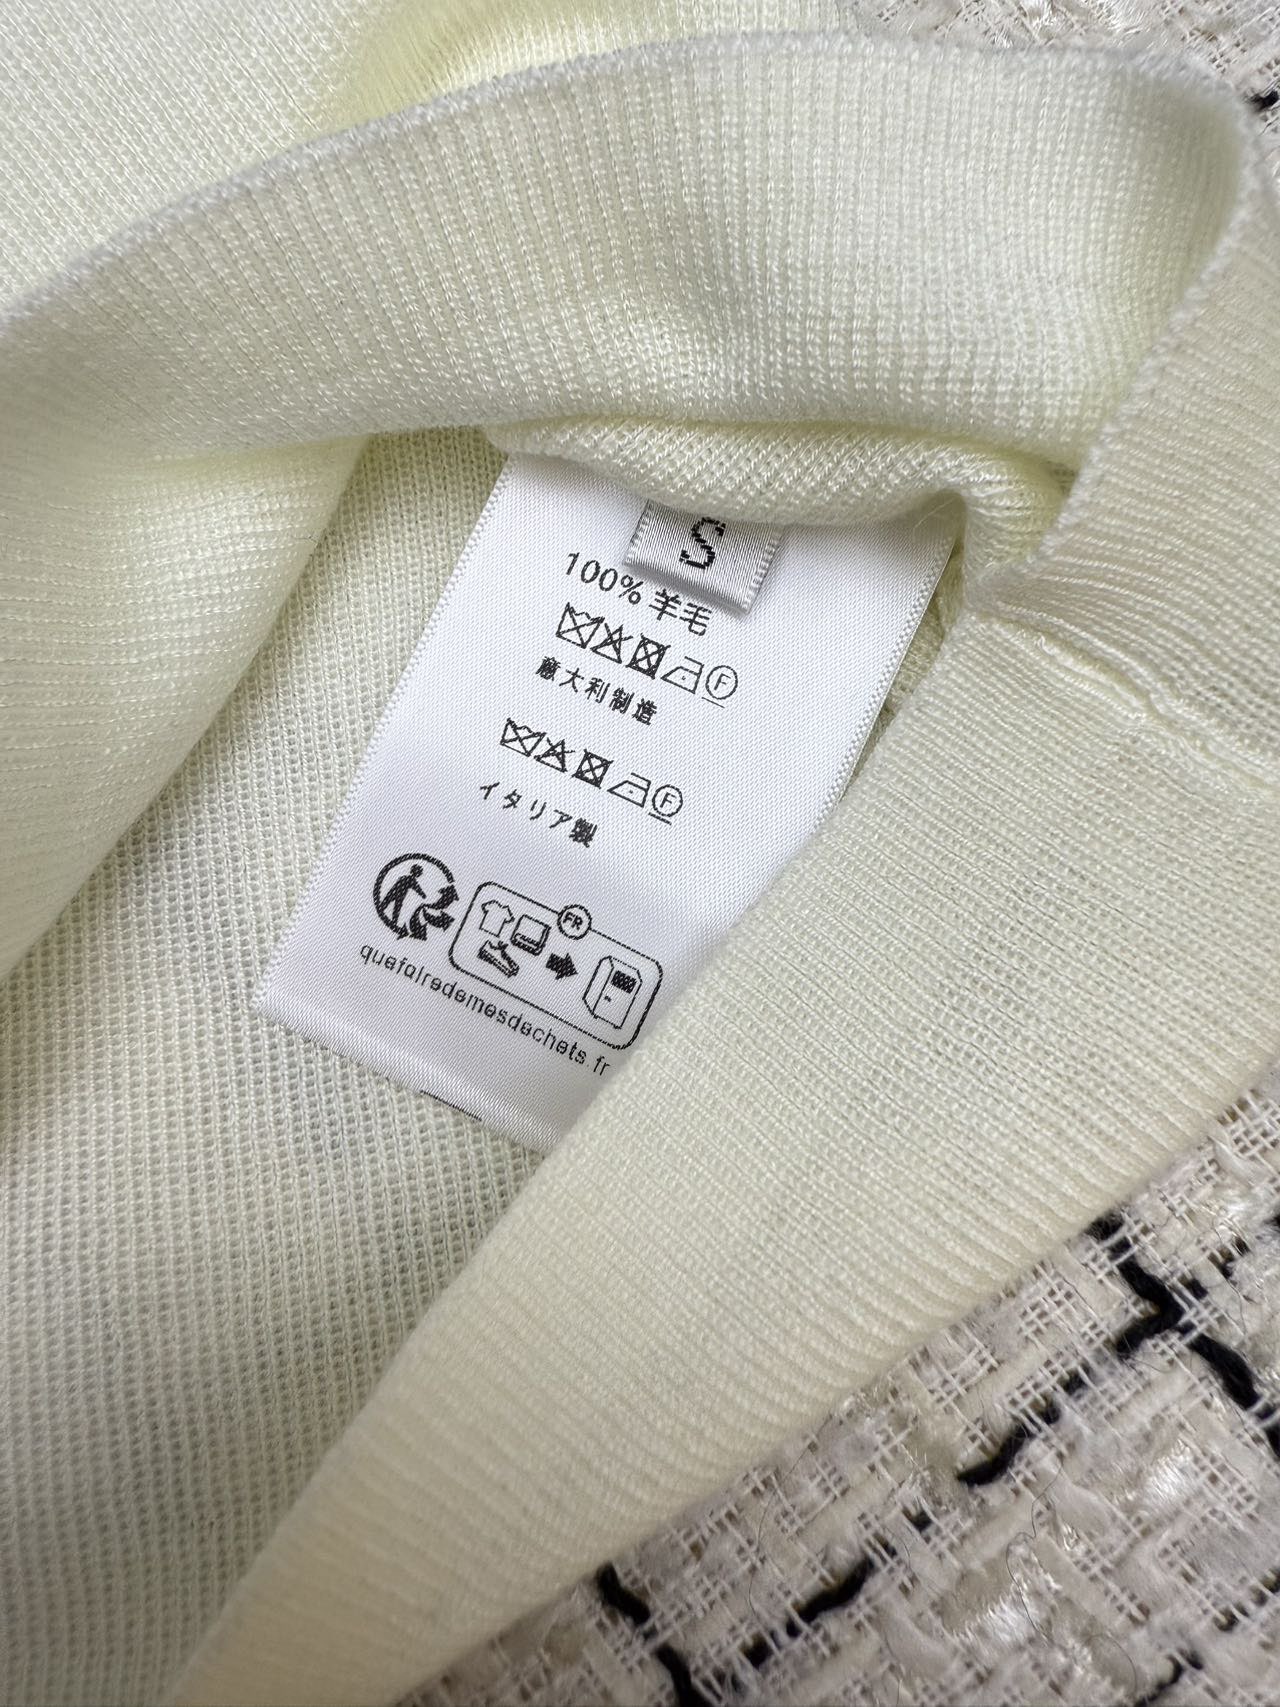 S
100% 羊毛
F
意大利制造
F
イタリア製
FR
quefairedemesdechets.fr